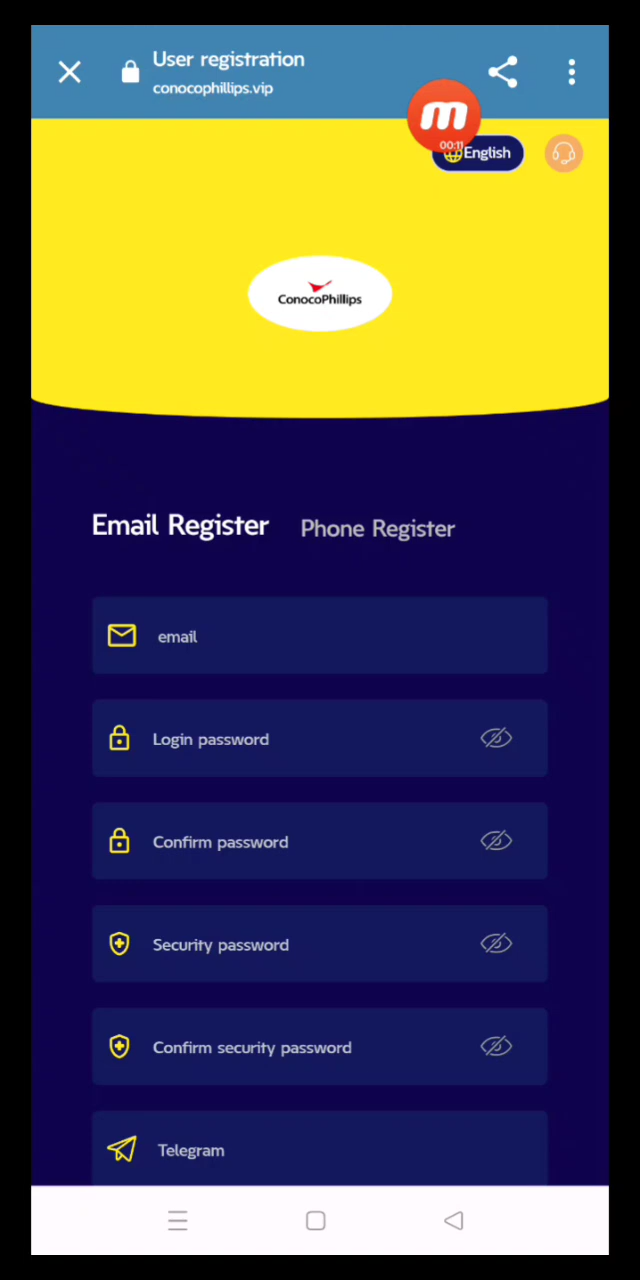 User registration
conocophillips.vip
m
00:11
English
ConocoPhillips
Email Register
Phone Register
email
Login password
Confirm password
Security password
Confirm security password
Telegram